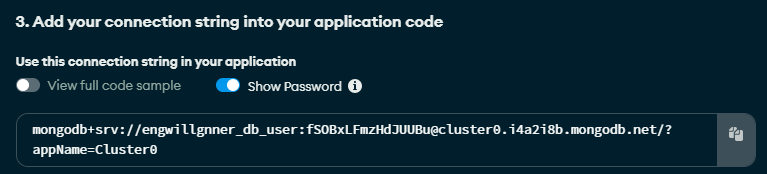 3. Add your connection string into your application code
Use this connection string in your application
View full code sample Show Password
mongodb+srv://engwillgnner_db_user:fSOBxLFmzHdJUUBu@cluster0.i4a2i8b.mongodb.net/?
appName=Cluster0